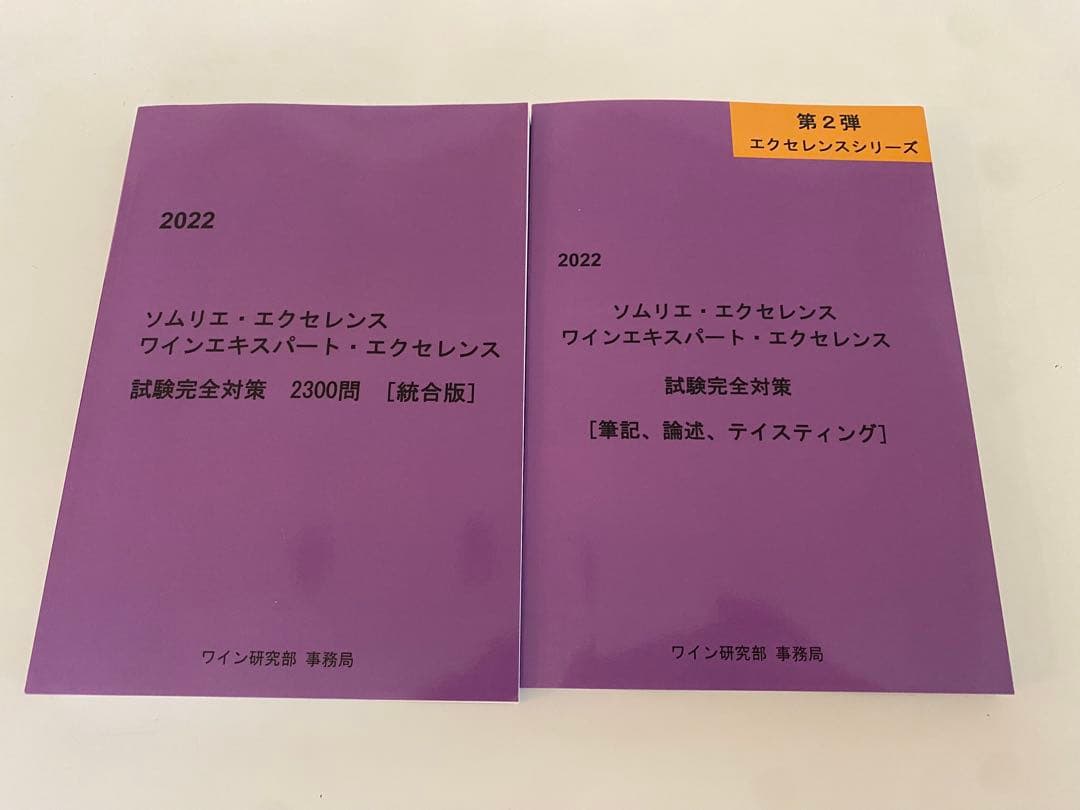 2022
ソムリエ・エクセレンス
ワインエキスパート・エクセレンス
試験完全対策　2300問　[統合版]
ワイン研究部 事務局
第２弾
エクセレンスシリーズ
2022
ソムリエ・エクセレンス
ワインエキスパート・エクセレンス
試験完全対策
[筆記、論述、テイスティング]
ワイン研究部 事務局